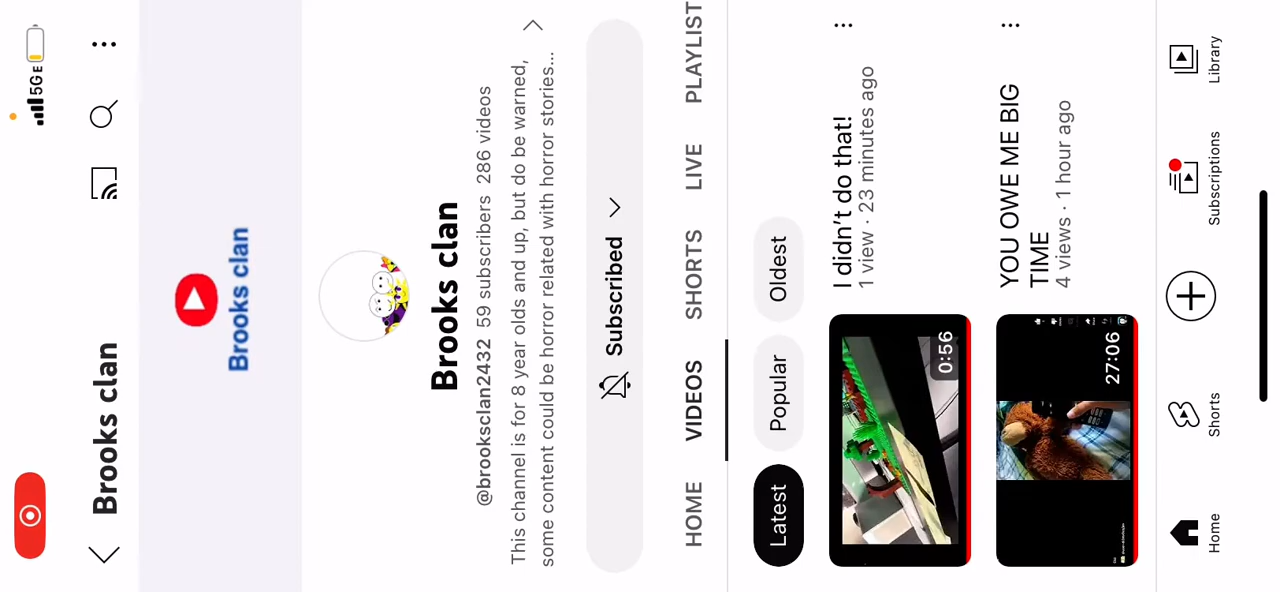 5G E
Brooks clan
Brooks clan
Brooks clan
@brooksclan2432 59 subscribers 286 videos
This channel is for 8 year olds and up, but do be warned,
some content could be horror related with horror stories...
Subscribed
HOME VIDEOS SHORTS LIVE PLAYLIST
Latest Popular Oldest
0:56
I didn't do that!
1 view · 23 minutes ago
27:06
YOU OWE ME BIG
TIME
4 views · 1 hour ago
Home Shorts Subscriptions Library